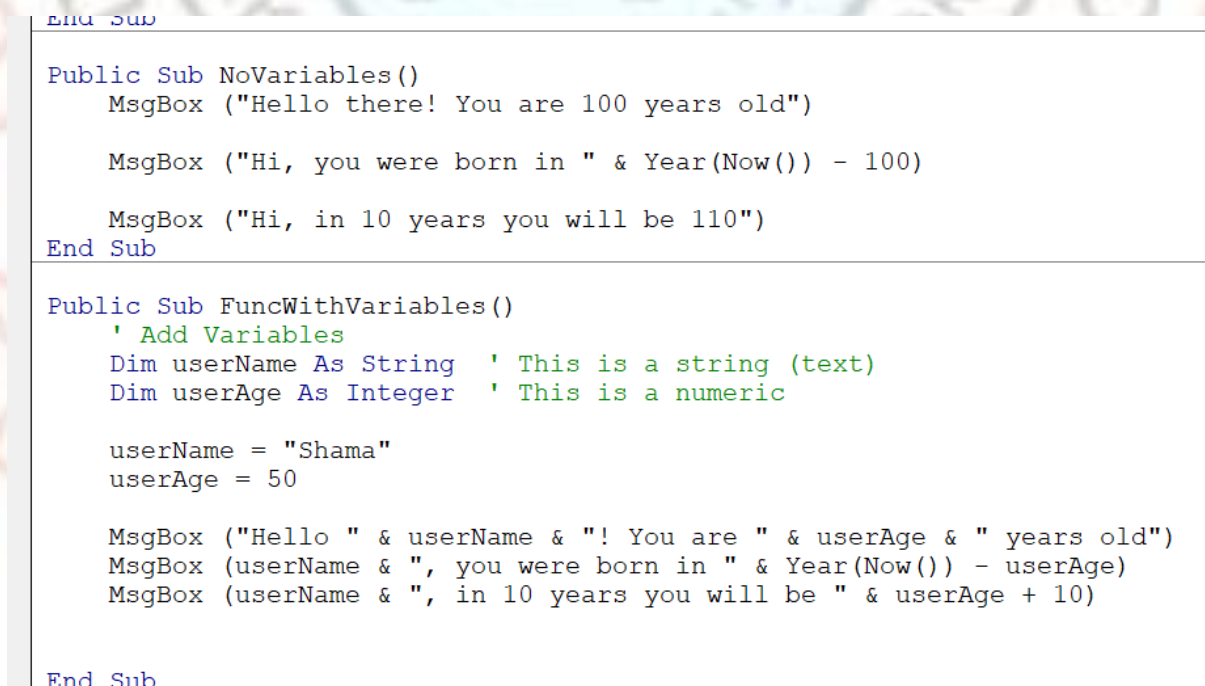 End Sub
Public Sub NoVariables()
MsgBox ("Hello there! You are 100 years old")
MsgBox ("Hi, you were born in " & Year(Now()) - 100)
MsgBox ("Hi, in 10 years you will be 110")
End Sub
Public Sub FuncWithVariables()
' Add Variables
Dim userName As String ' This is a string (text)
Dim userAge As Integer ' This is a numeric
userName = "Shama"
userAge = 50
MsgBox ("Hello " & userName & "! You are " & userAge & " years old")
MsgBox (userName & ", you were born in " & Year(Now()) - userAge)
MsgBox (userName & ", in 10 years you will be " & userAge + 10)
End Sub